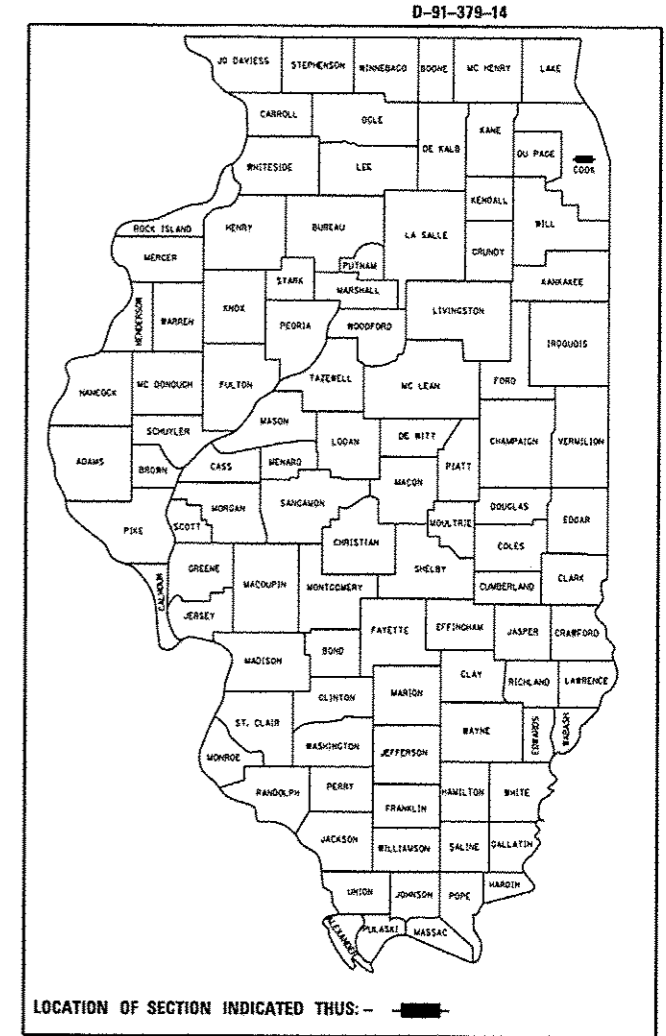 D-91-379-14
JO DAVIESS STEPHENSON WINNEBAGO BOONE MC HENRY LAKE
CARROLL OGLE KANE
DE KALB DU PAGE
COOK
WHITESIDE LEE
KENDALL WILL
ROCK ISLAND HENRY BUREAU LA SALLE
GRUNDY
MERCER PUTNAM
KANKAKEE
STARK MARSHALL
HENDERSON WARREN KNOX LIVINGSTON
PEORIA WOODFORD IROQUOIS
HANCOCK MC DONOUGH FULTON TAZEWELL MC LEAN FORD
MASON
SCHUYLER LOGAN DE WITT CHAMPAIGN VERMILION
ADAMS BROWN CASS MENARD PIATT
MACON
MORGAN SANGAMON DOUGLAS
PIKE SCOTT MOULTRIE EDGAR
CHRISTIAN COLES
GREENE SHELBY
CALHOUN MACOUPIN MONTGOMERY CUMBERLAND CLARK
JERSEY
FAYETTE EFFINGHAM JASPER CRAWFORD
MADISON BOND
CLAY RICHLAND LAWRENCE
CLINTON MARION
ST. CLAIR WAYNE EDWARDS WABASH
WASHINGTON JEFFERSON
MONROE
RANDOLPH PERRY HAMILTON WHITE
FRANKLIN
JACKSON WILLIAMSON SALINE GALLATIN
UNION JOHNSON POPE HARDIN
ALEXANDER PULASKI MASSAC
LOCATION OF SECTION INDICATED THUS: -